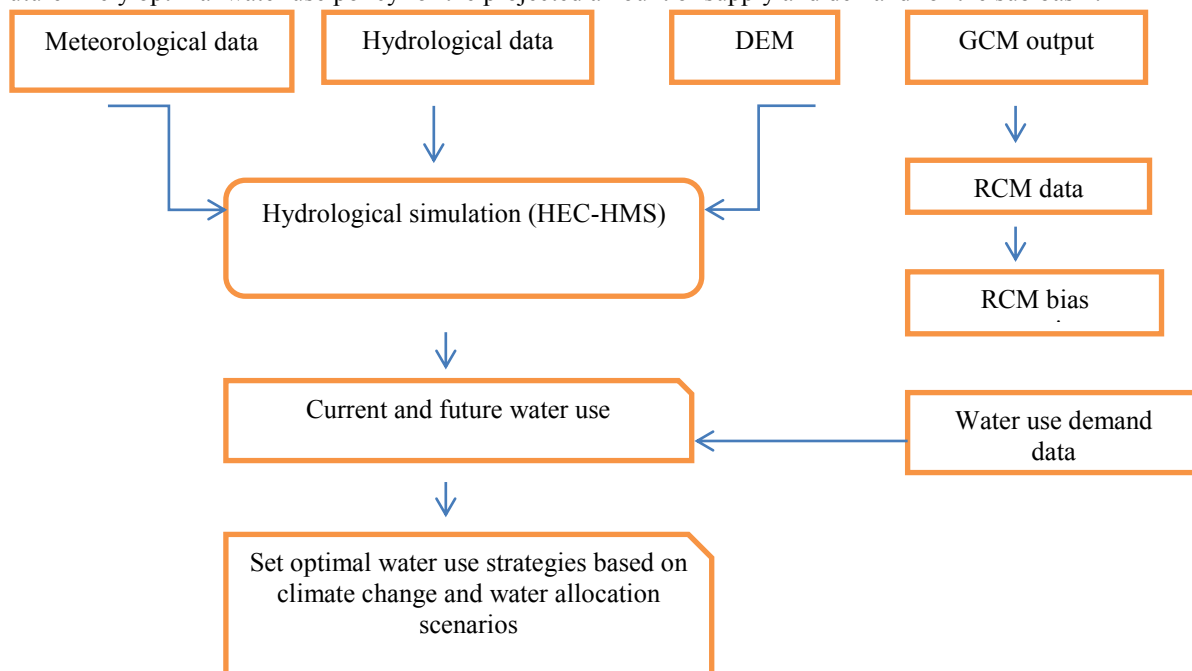 Meteorological data
Hydrological data
DEM
GCM output
Hydrological simulation (HEC-HMS)
RCM data
RCM bias
Current and future water use
Water use demand
data
Set optimal water use strategies based on
climate change and water allocation
scenarios